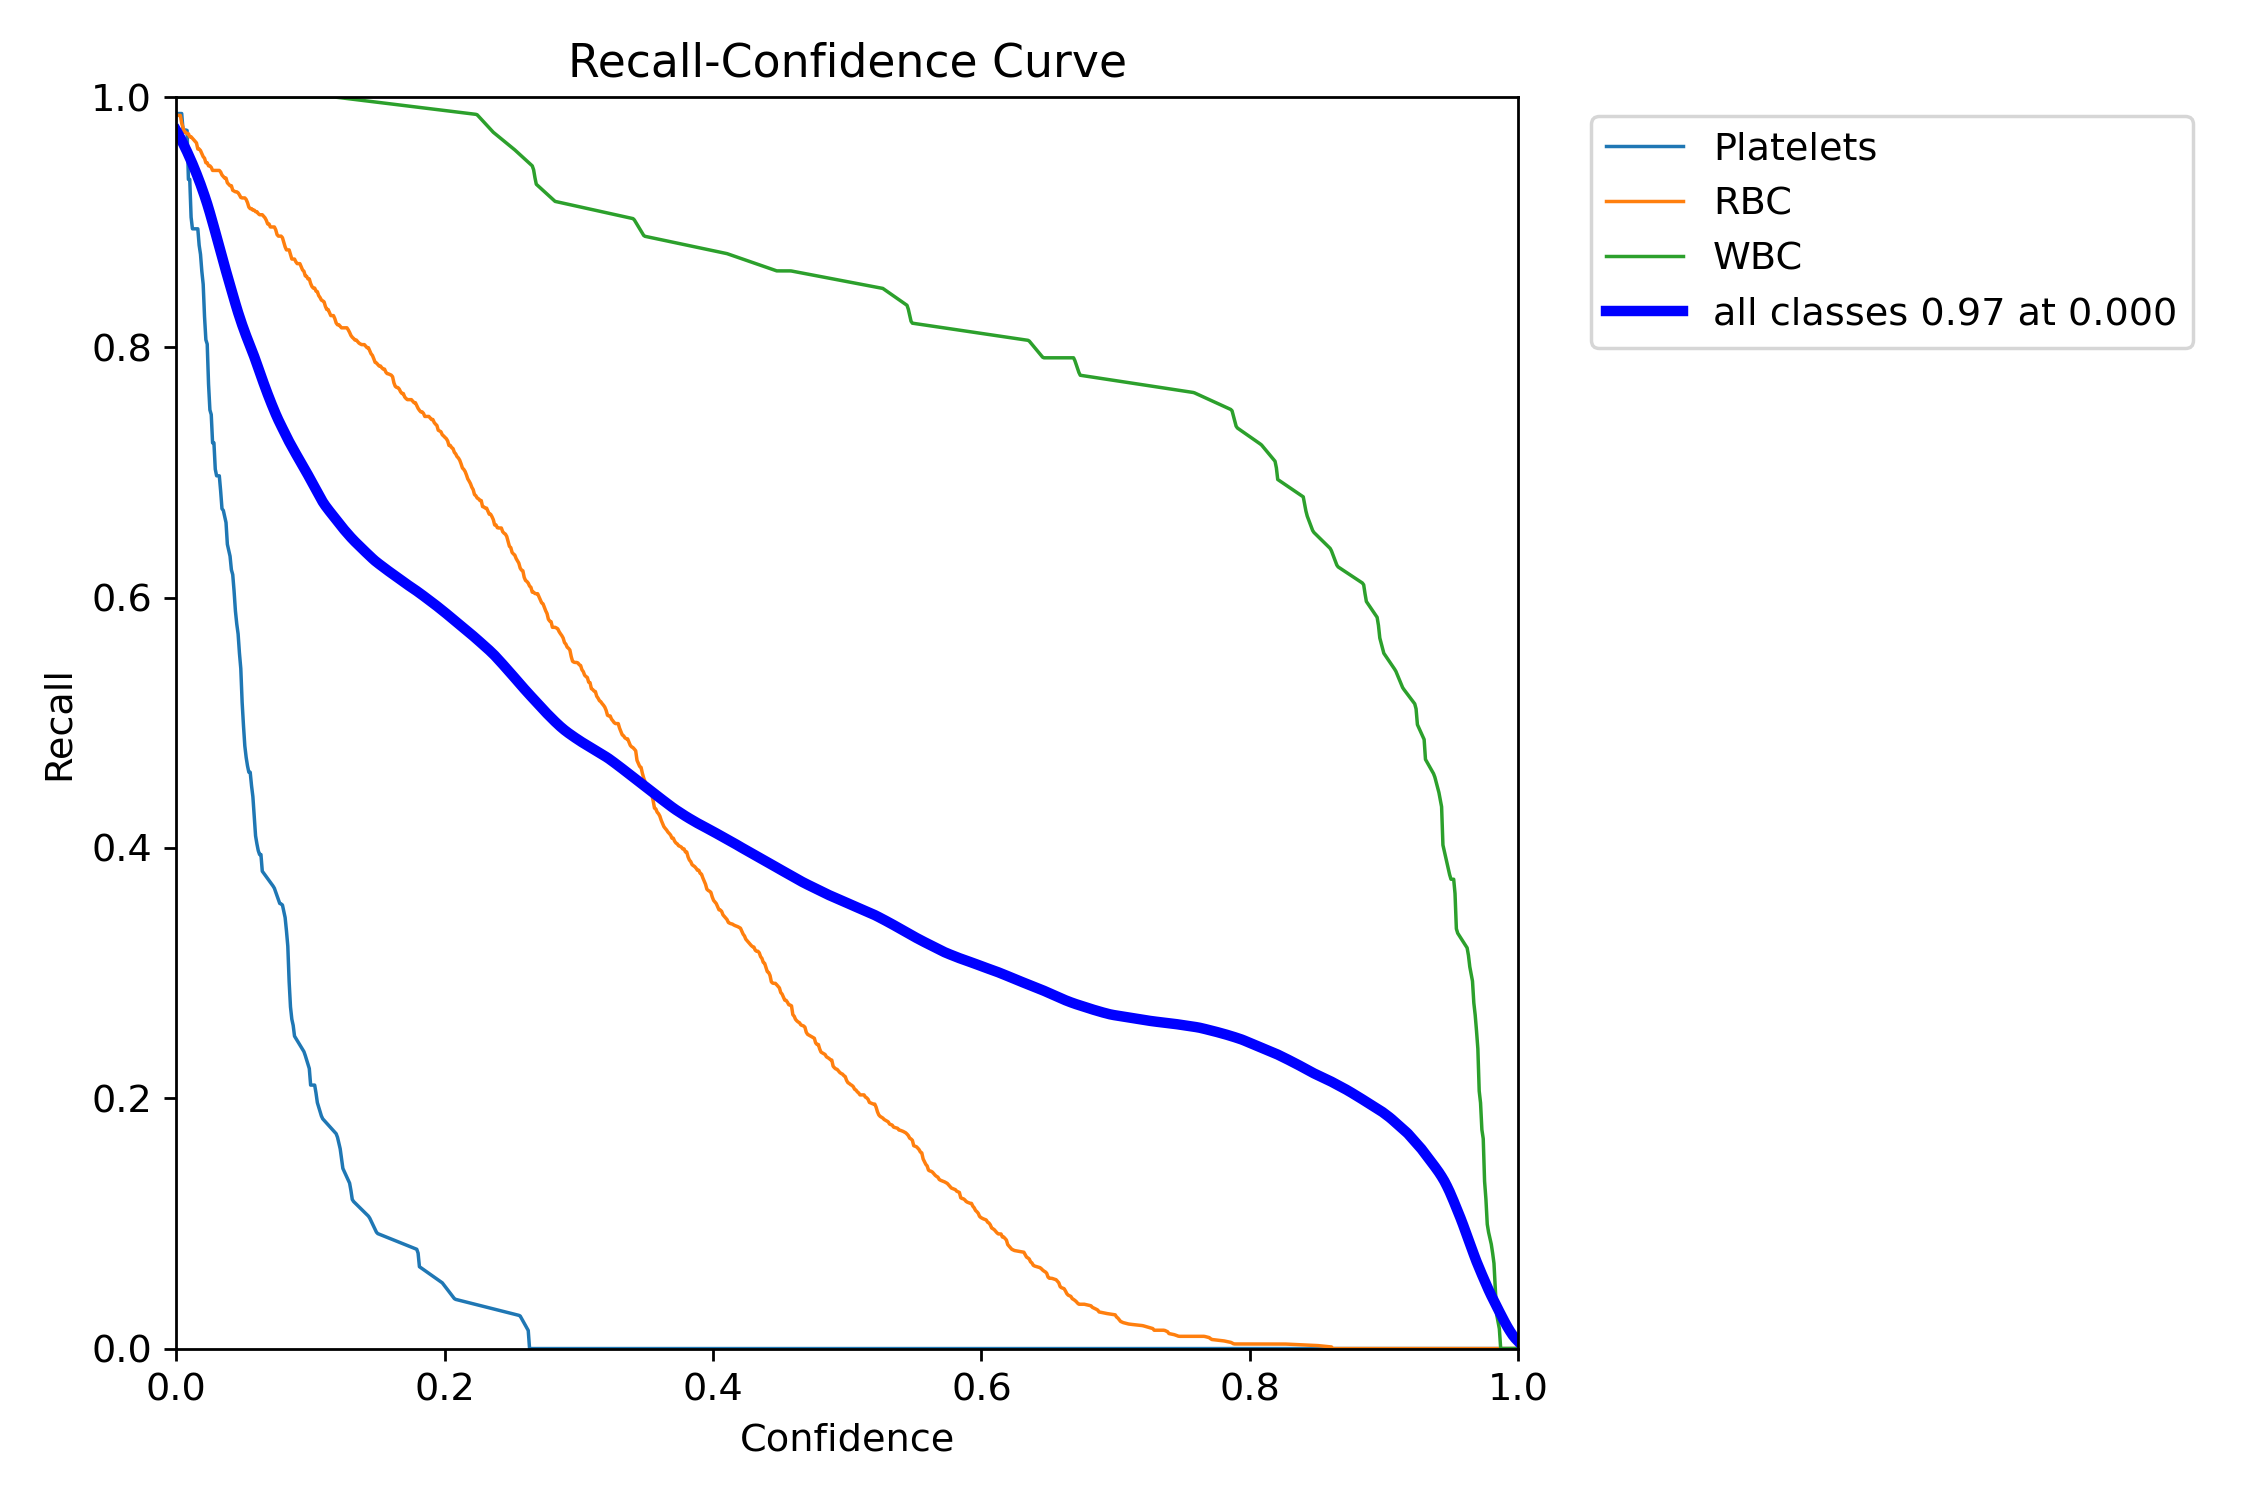 Recall-Confidence Curve
1.0
0.8
0.6
0.4
0.2
0.0
Recall
0.0 0.2 0.4 0.6 0.8 1.0
Confidence
Platelets
RBC
WBC
all classes 0.97 at 0.000